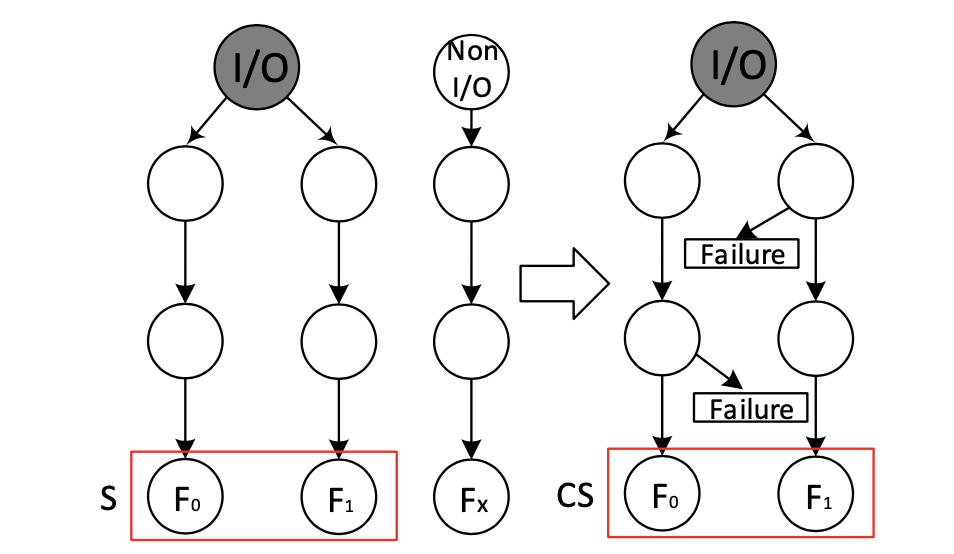 I/O
Non
I/O
I/O
Failure
Failure
S
F0
F1
Fx
CS
F0
F1